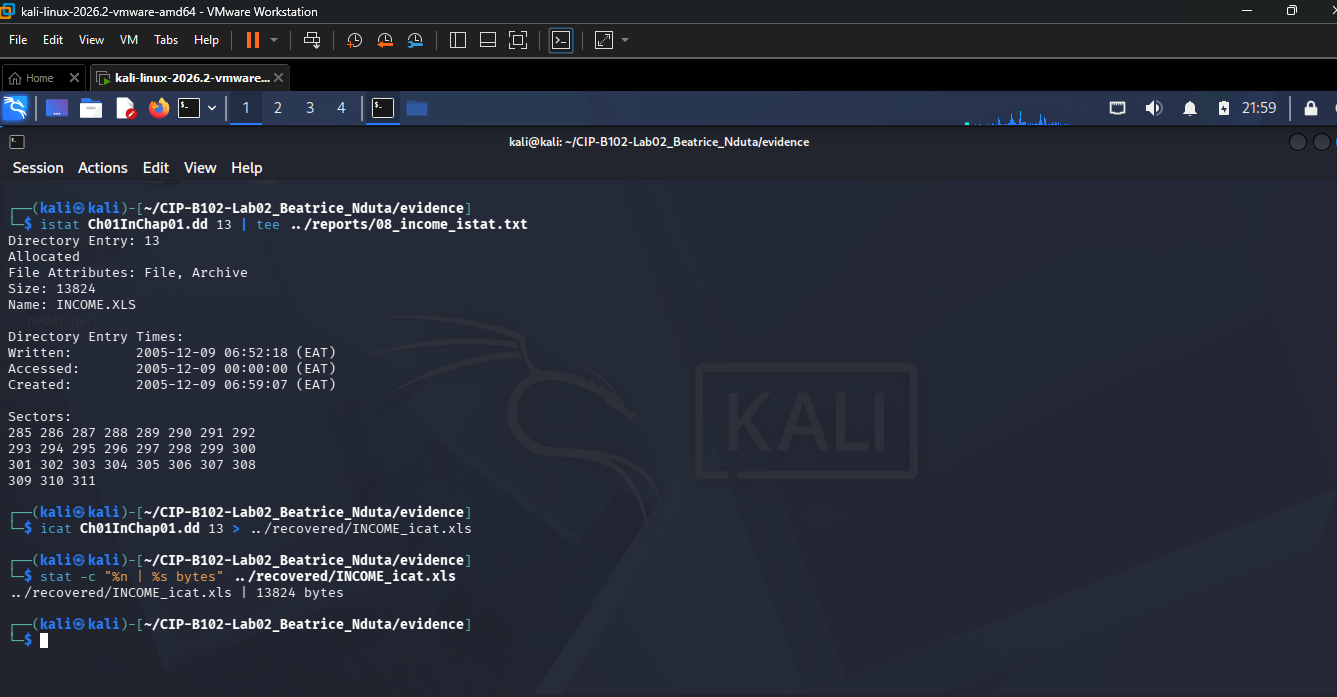 kali-linux-2026.2-vmware-amd64 - VMware Workstation
File Edit View VM Tabs Help
Home kali-linux-2026.2-vmware...
1 2 3 4 21:59
kali@kali: ~/CIP-B102-Lab02_Beatrice_Nduta/evidence
Session Actions Edit View Help
┌──(kali㉿kali)-[~/CIP-B102-Lab02_Beatrice_Nduta/evidence]
└─$ istat Ch01InChap01.dd 13 | tee ../reports/08_income_istat.txt
Directory Entry: 13
Allocated
File Attributes: File, Archive
Size: 13824
Name: INCOME.XLS
newfolder
Directory Entry Times:
Written:        2005-12-09 06:52:18 (EAT)
Accessed:       2005-12-09 00:00:00 (EAT)
Created:        2005-12-09 06:59:07 (EAT)
Sectors:
285 286 287 288 289 290 291 292
293 294 295 296 297 298 299 300
301 302 303 304 305 306 307 308
309 310 311
KALI
┌──(kali㉿kali)-[~/CIP-B102-Lab02_Beatrice_Nduta/evidence]
└─$ icat Ch01InChap01.dd 13 > ../recovered/INCOME_icat.xls
┌──(kali㉿kali)-[~/CIP-B102-Lab02_Beatrice_Nduta/evidence]
└─$ stat -c "%n | %s bytes" ../recovered/INCOME_icat.xls
../recovered/INCOME_icat.xls | 13824 bytes
┌──(kali㉿kali)-[~/CIP-B102-Lab02_Beatrice_Nduta/evidence]
└─$